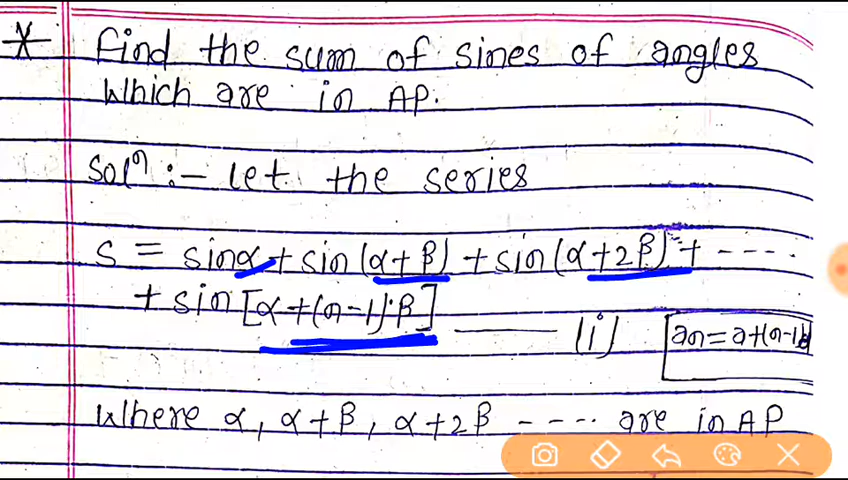 * Find the sum of sines of angles
which are in AP.
Solⁿ :- let the series
S = sinα + sin(α+β) + sin(α+2β) + ----
+ sin[α+(n-1)·β] —— (i)
an=a+(n-1)d
Where α, α+β, α+2β ---- are in AP